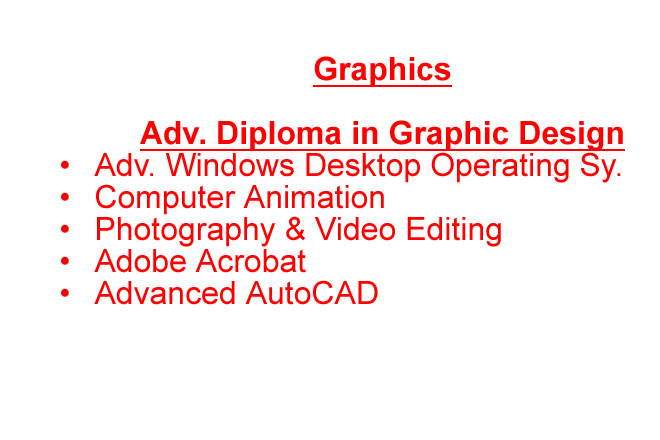 Graphics
Adv. Diploma in Graphic Design
• Adv. Windows Desktop Operating Sy.
• Computer Animation
• Photography & Video Editing
• Adobe Acrobat
• Advanced AutoCAD